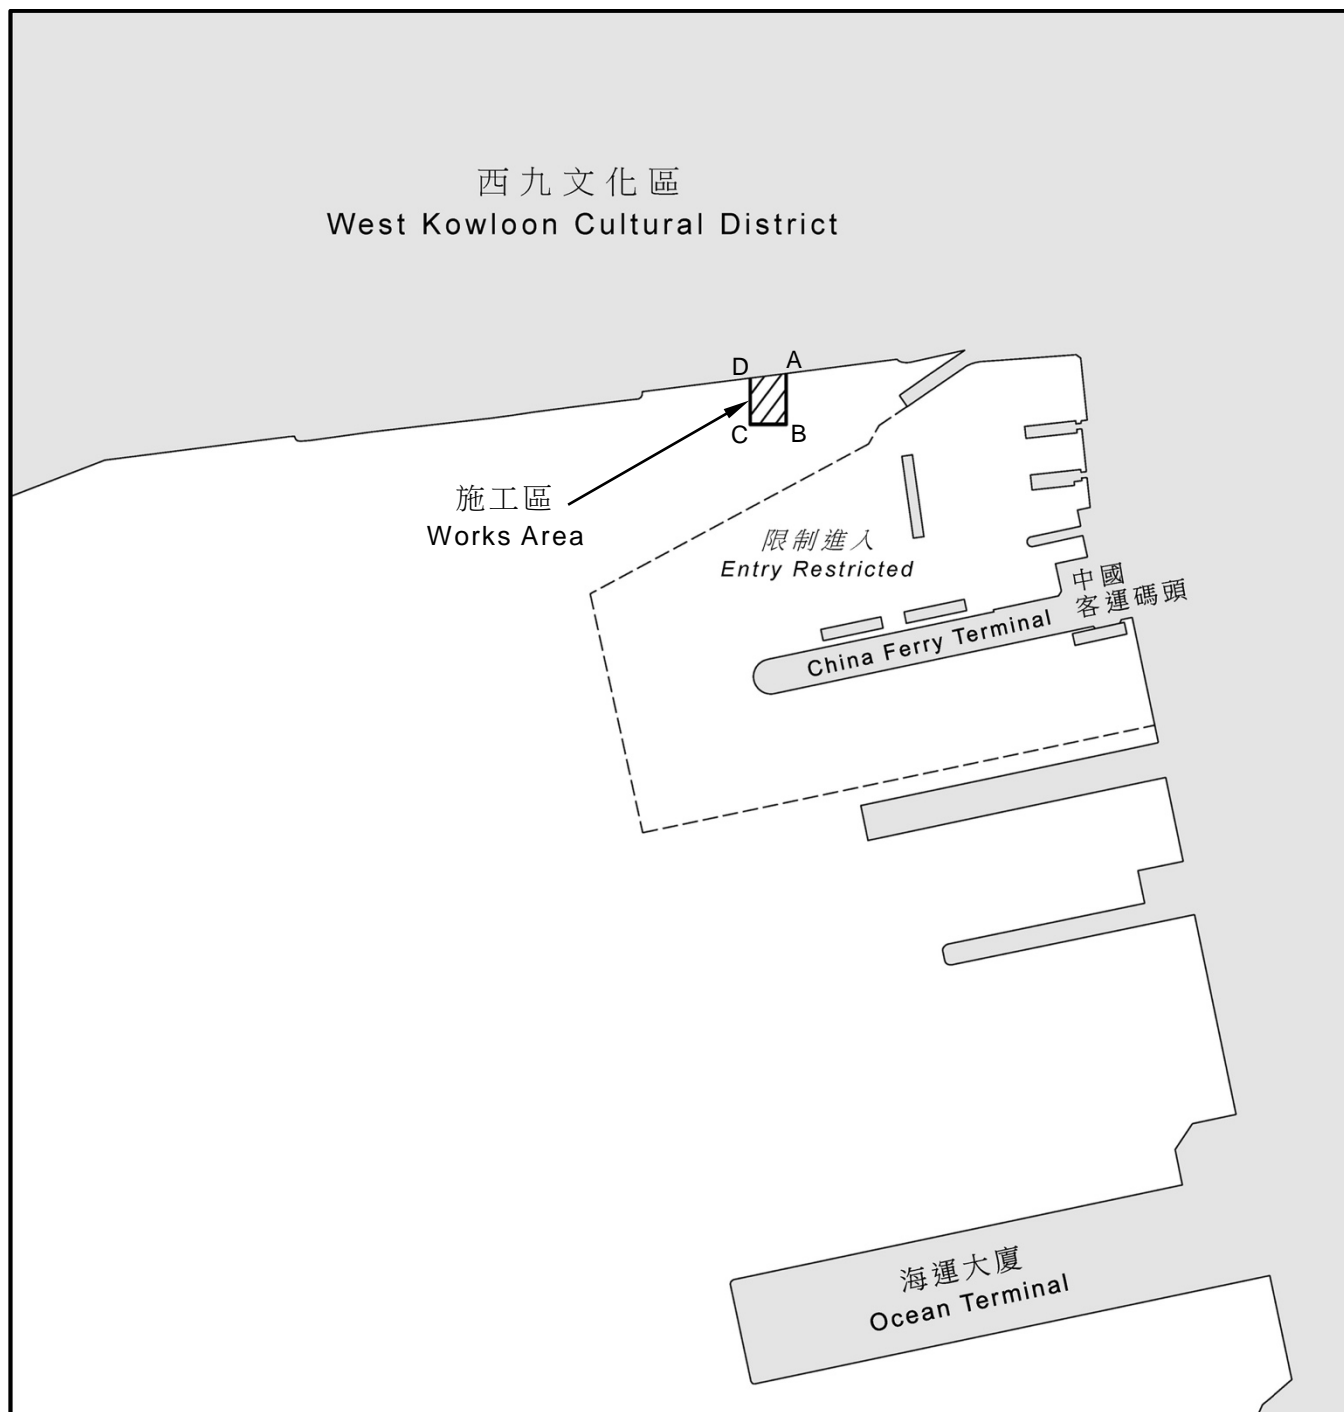 西九文化區
West Kowloon Cultural District
D
A
C
B
施工區
Works Area
限制進入
Entry Restricted
中國
客運碼頭
China Ferry Terminal
海運大廈
Ocean Terminal